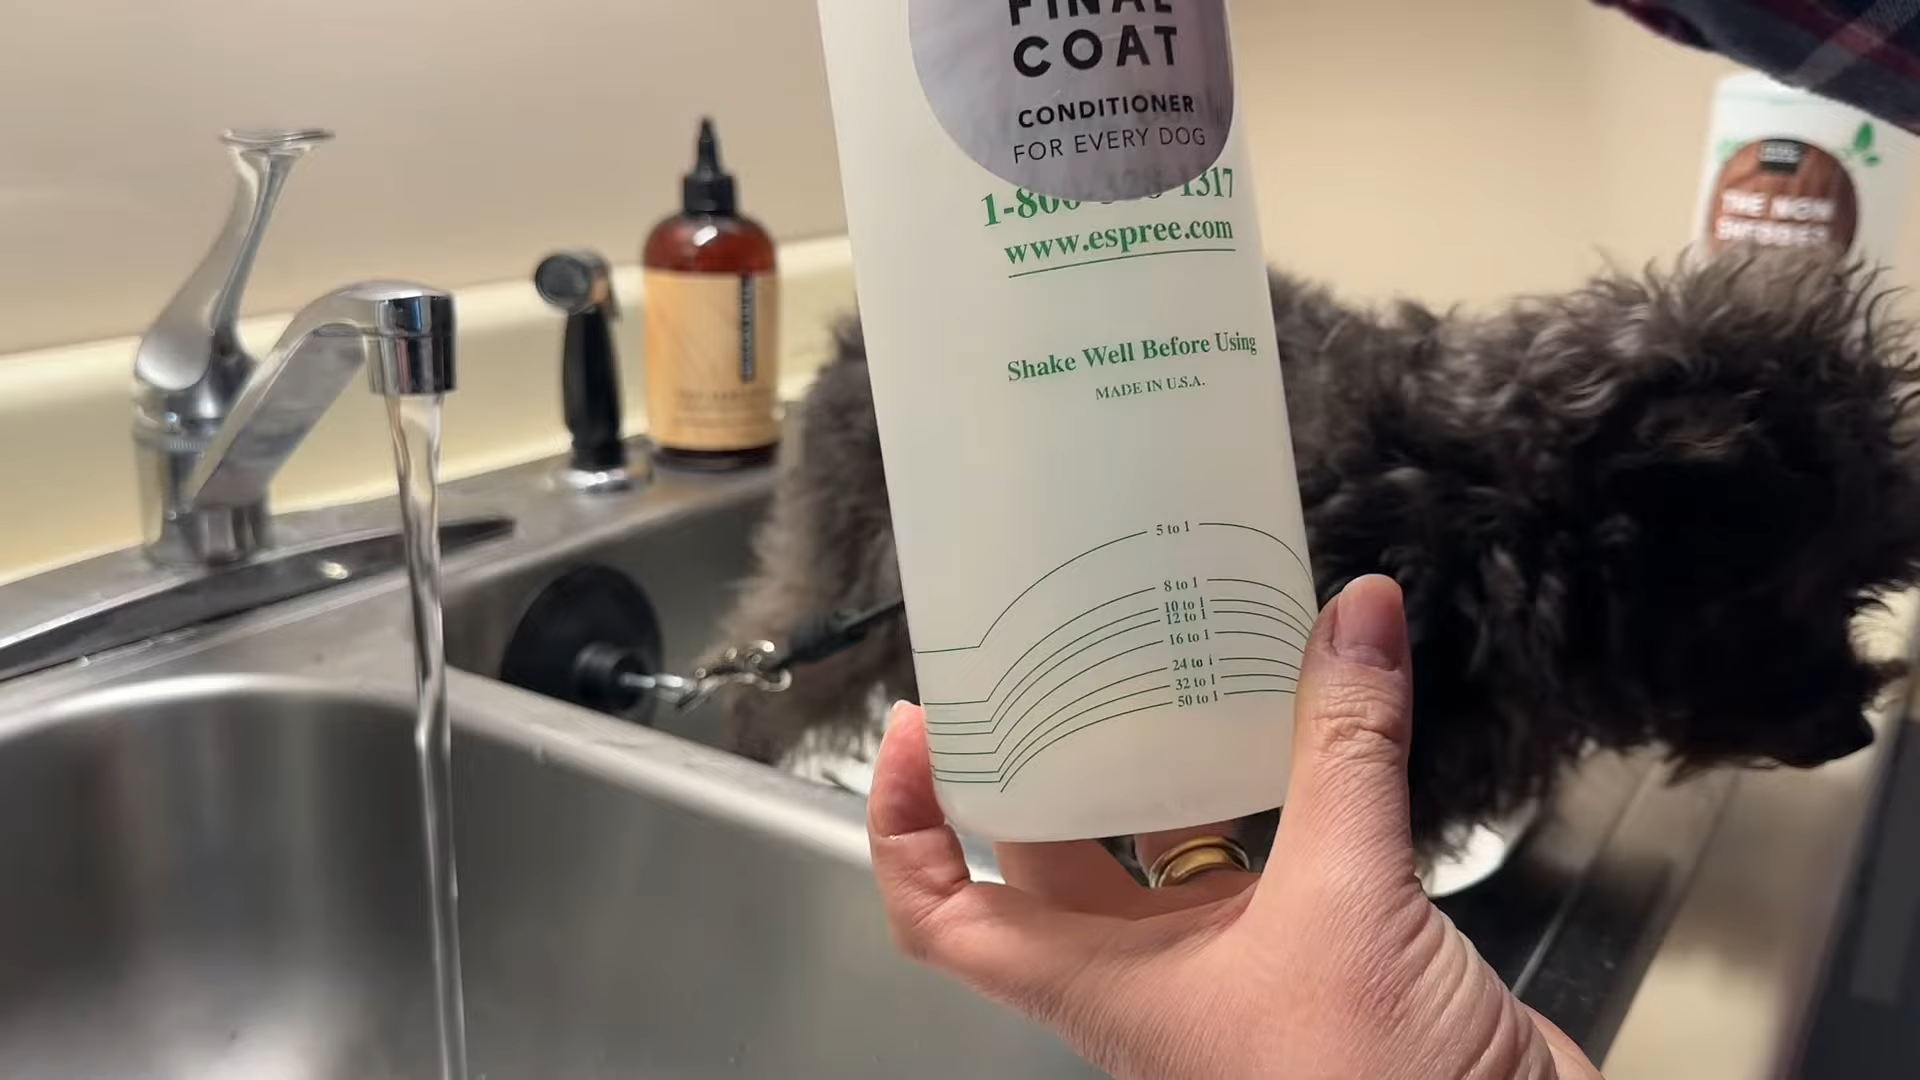 FINAL
COAT
CONDITIONER
FOR EVERY DOG
www.espree.com
Shake Well Before Using
MADE IN U.S.A.
5 to 1
8 to 1
10 to 1
12 to 1
16 to 1
24 to 1
32 to 1
50 to 1
THE